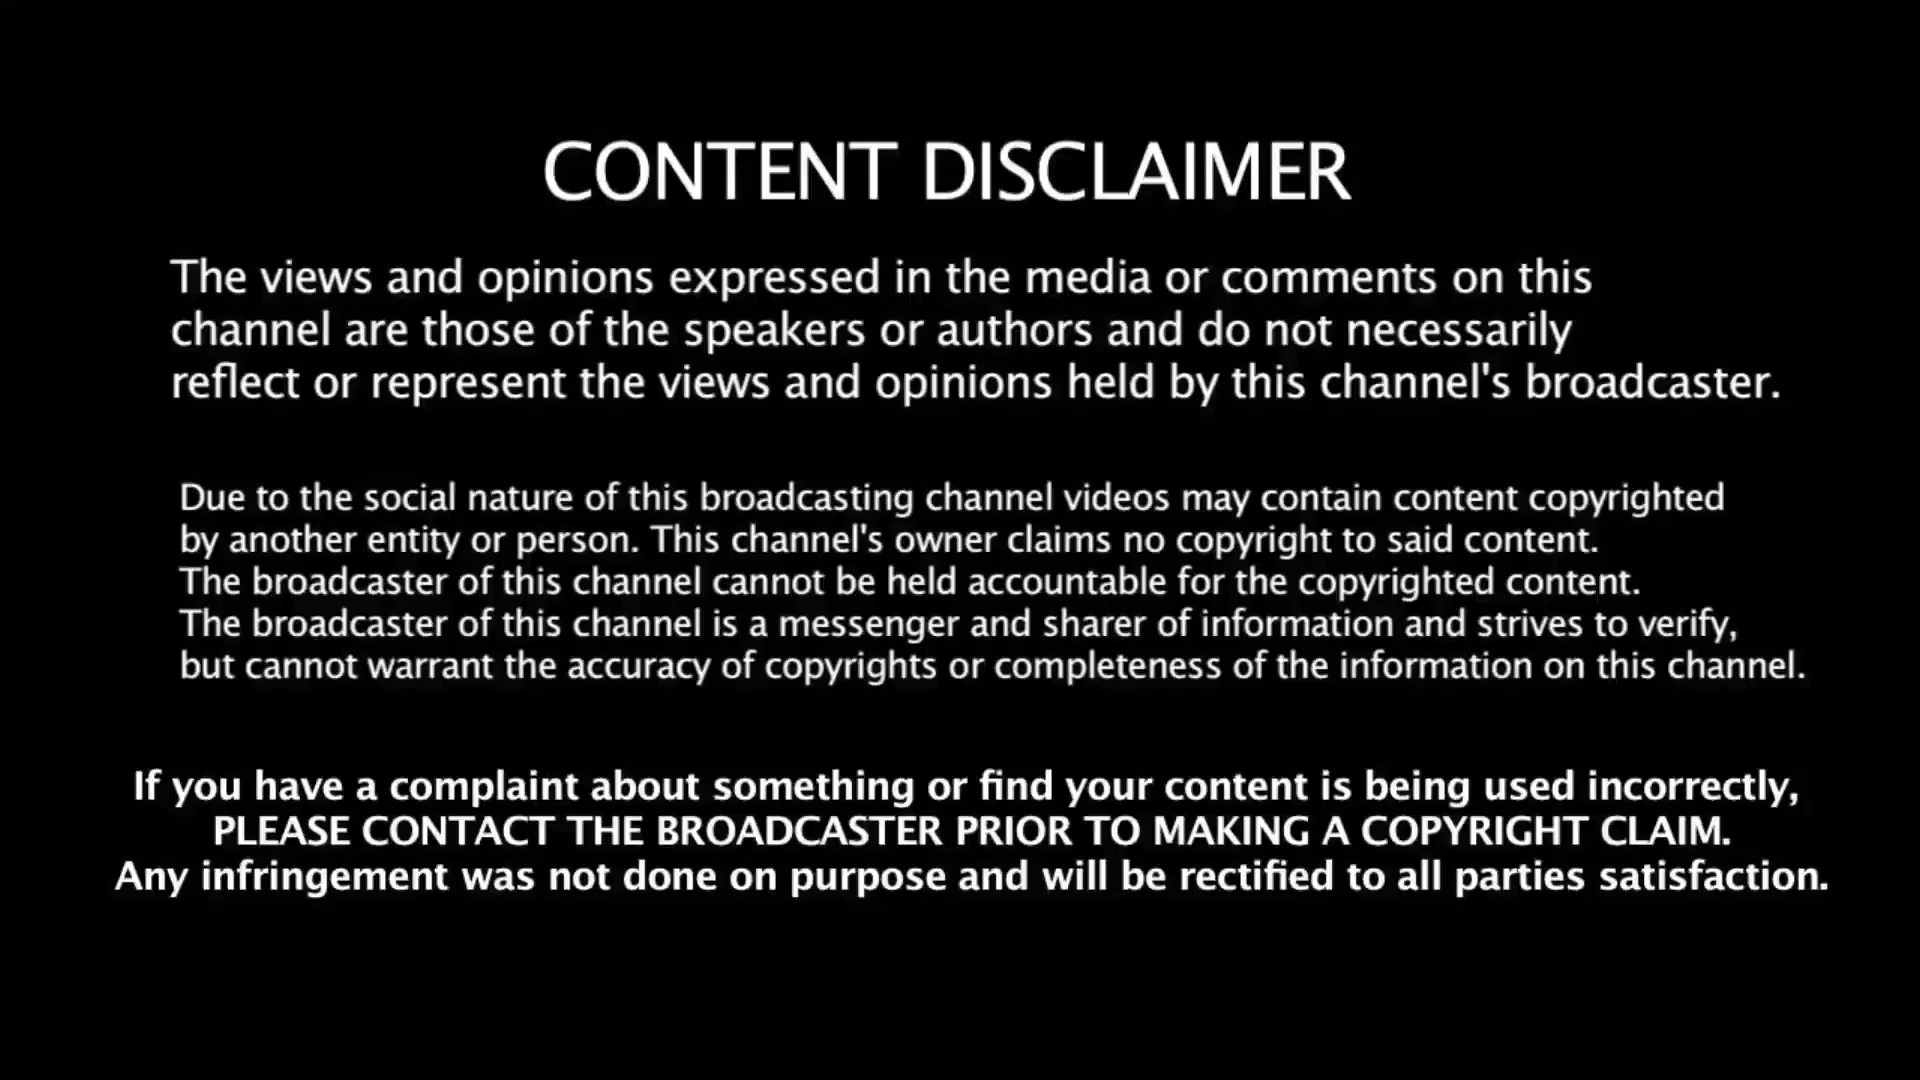 CONTENT DISCLAIMER
The views and opinions expressed in the media or comments on this
channel are those of the speakers or authors and do not necessarily
reflect or represent the views and opinions held by this channel's broadcaster.
Due to the social nature of this broadcasting channel videos may contain content copyrighted
by another entity or person. This channel's owner claims no copyright to said content.
The broadcaster of this channel cannot be held accountable for the copyrighted content.
The broadcaster of this channel is a messenger and sharer of information and strives to verify,
but cannot warrant the accuracy of copyrights or completeness of the information on this channel.
If you have a complaint about something or find your content is being used incorrectly,
PLEASE CONTACT THE BROADCASTER PRIOR TO MAKING A COPYRIGHT CLAIM.
Any infringement was not done on purpose and will be rectified to all parties satisfaction.